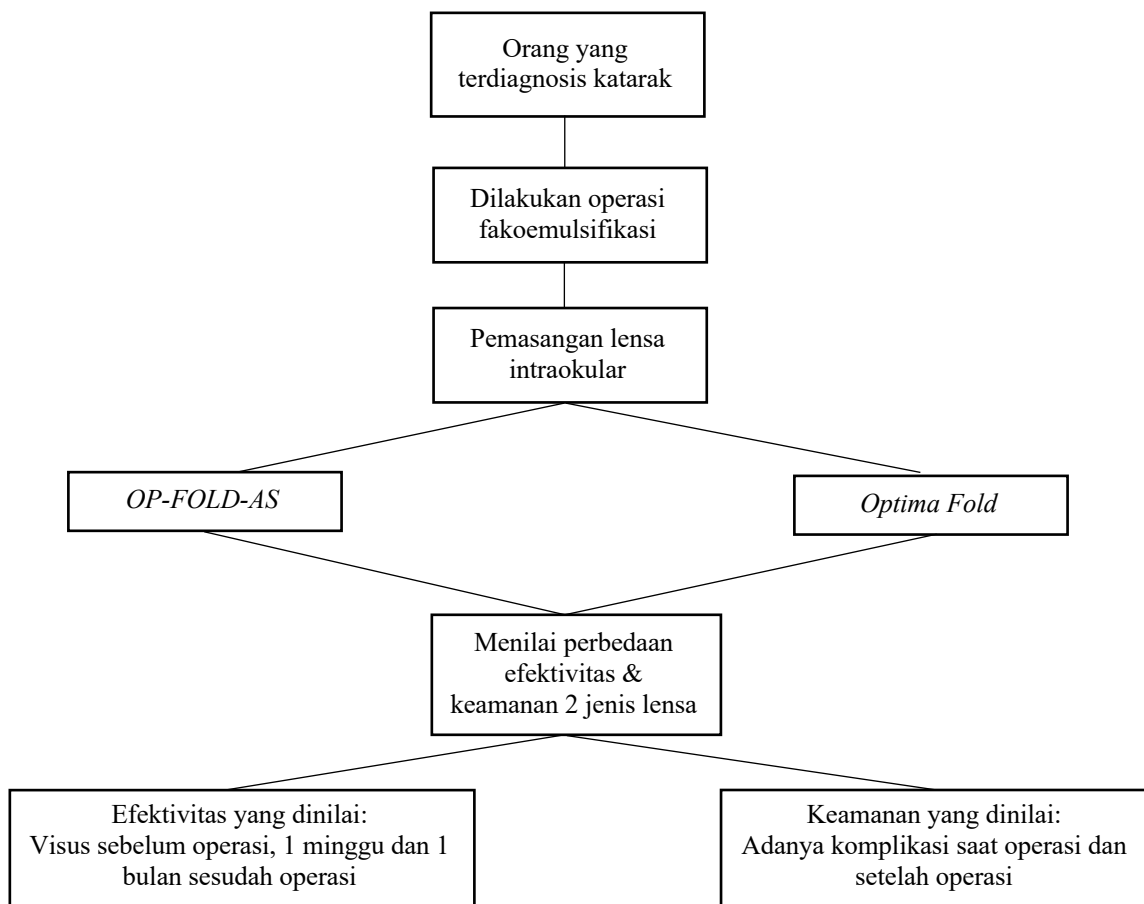 Orang yang
terdiagnosis katarak
Dilakukan operasi
fakoemulsifikasi
Pemasangan lensa
intraokular
OP-FOLD-AS
Optima Fold
Menilai perbedaan
efektivitas &
keamanan 2 jenis lensa
Efektivitas yang dinilai:
Visus sebelum operasi, 1 minggu dan 1
bulan sesudah operasi
Keamanan yang dinilai:
Adanya komplikasi saat operasi dan
setelah operasi